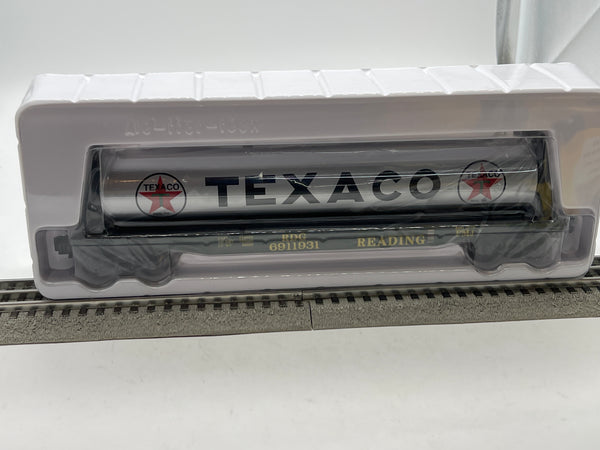 TEXACO
TEXACO
TEXACO
RDG
6911931
READING